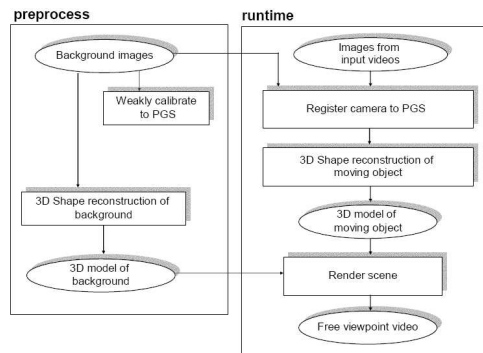 preprocess
Background images
Weakly calibrate
to PGS
3D Shape reconstruction of
background
3D model of
background
runtime
Images from
input videos
Register camera to PGS
3D Shape reconstruction of
moving object
3D model of
moving object
Render scene
Free viewpoint video